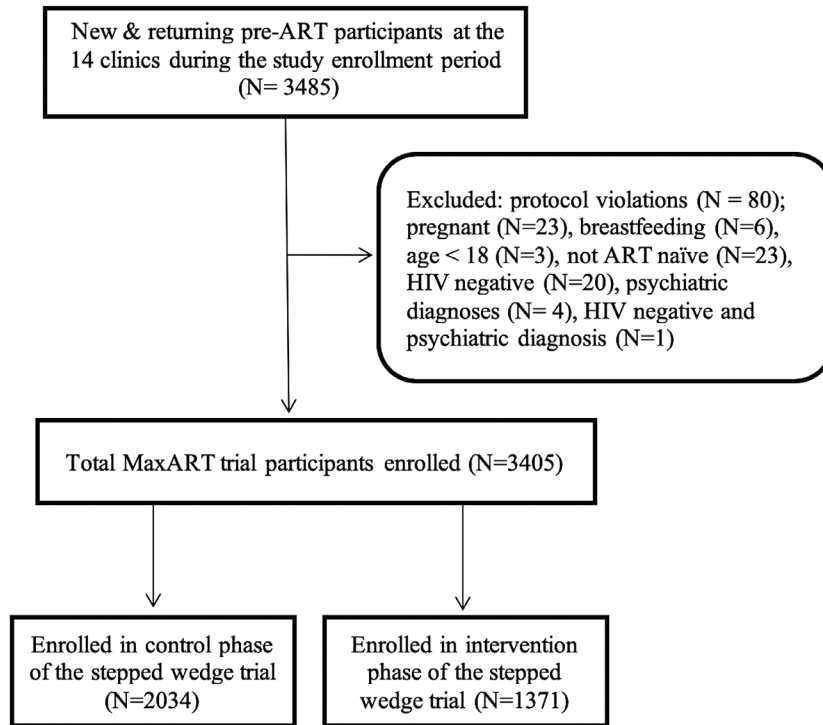 New & returning pre-ART participants at the
14 clinics during the study enrollment period
(N= 3485)
Excluded: protocol violations (N = 80);
pregnant (N=23), breastfeeding (N=6),
age < 18 (N=3), not ART naïve (N=23),
HIV negative (N=20), psychiatric
diagnoses (N= 4), HIV negative and
psychiatric diagnosis (N=1)
Total MaxART trial participants enrolled (N=3405)
Enrolled in control phase
of the stepped wedge trial
(N=2034)
Enrolled in intervention
phase of the stepped
wedge trial (N=1371)